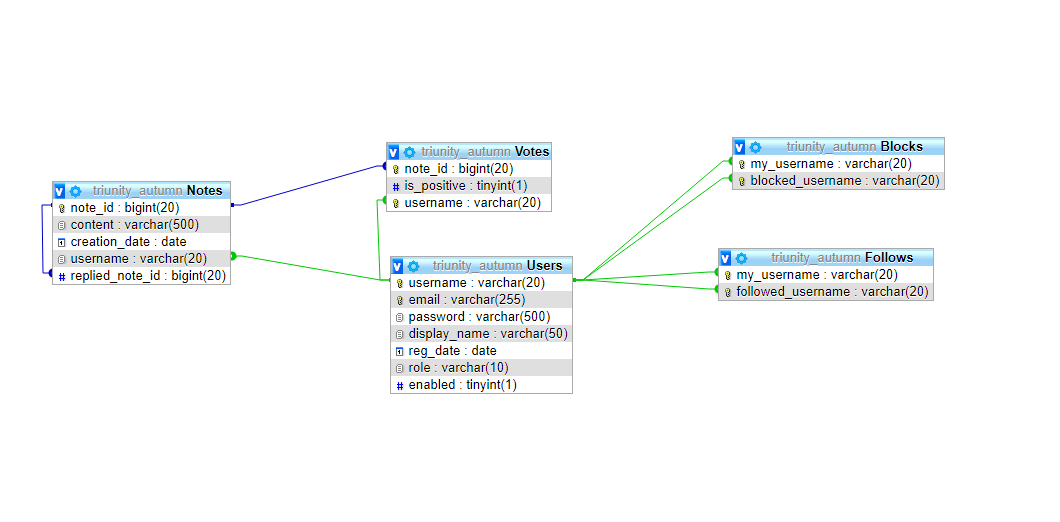 triunity_autumn Notes
note_id : bigint(20)
content : varchar(500)
creation_date : date
username : varchar(20)
replied_note_id : bigint(20)
triunity_autumn Votes
note_id : bigint(20)
is_positive : tinyint(1)
username : varchar(20)
triunity_autumn Users
username : varchar(20)
email : varchar(255)
password : varchar(500)
display_name : varchar(50)
reg_date : date
role : varchar(10)
enabled : tinyint(1)
triunity_autumn Blocks
my_username : varchar(20)
blocked_username : varchar(20)
triunity_autumn Follows
my_username : varchar(20)
followed_username : varchar(20)